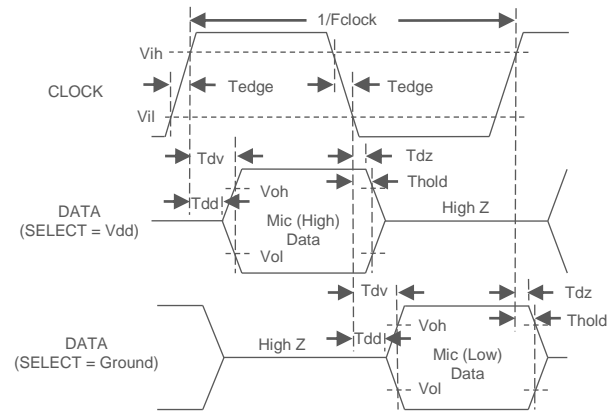 1/Fclock
Vih
CLOCK
Tedge
Tedge
Vil
Tdv
Tdz
Voh
Thold
Tdd
DATA
(SELECT = Vdd)
Mic (High)
Data
High Z
Vol
Tdv
Tdz
Voh
Thold
Tdd
DATA
(SELECT = Ground)
High Z
Mic (Low)
Data
Vol